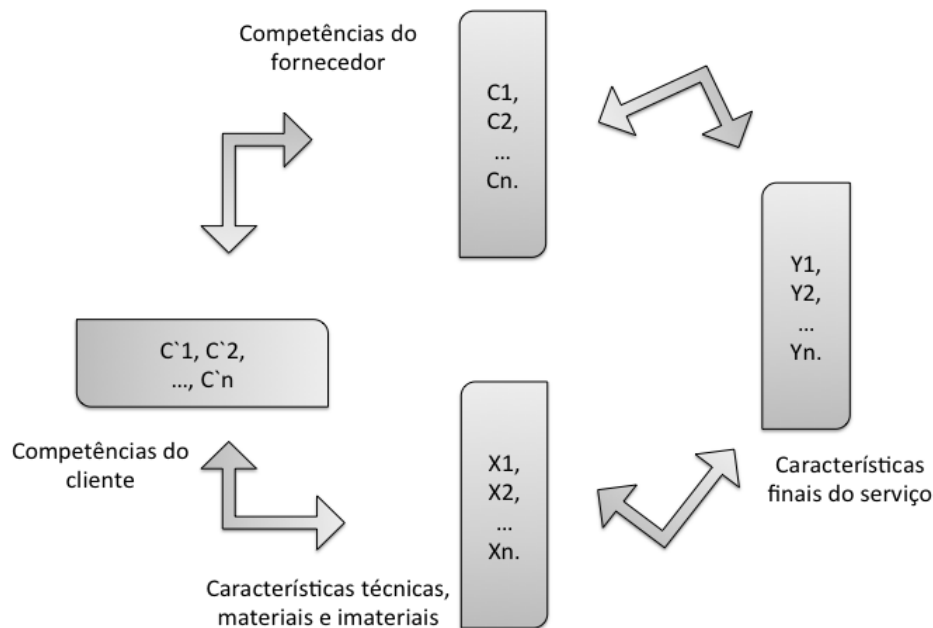 Competências do
fornecedor
C1,
C2,
...
Cn.
Y1,
Y2,
...
Yn.
C`1, C`2,
..., C`n
Competências do
cliente
X1,
X2,
...
Xn.
Características
finais do serviço
Características técnicas,
materiais e imateriais